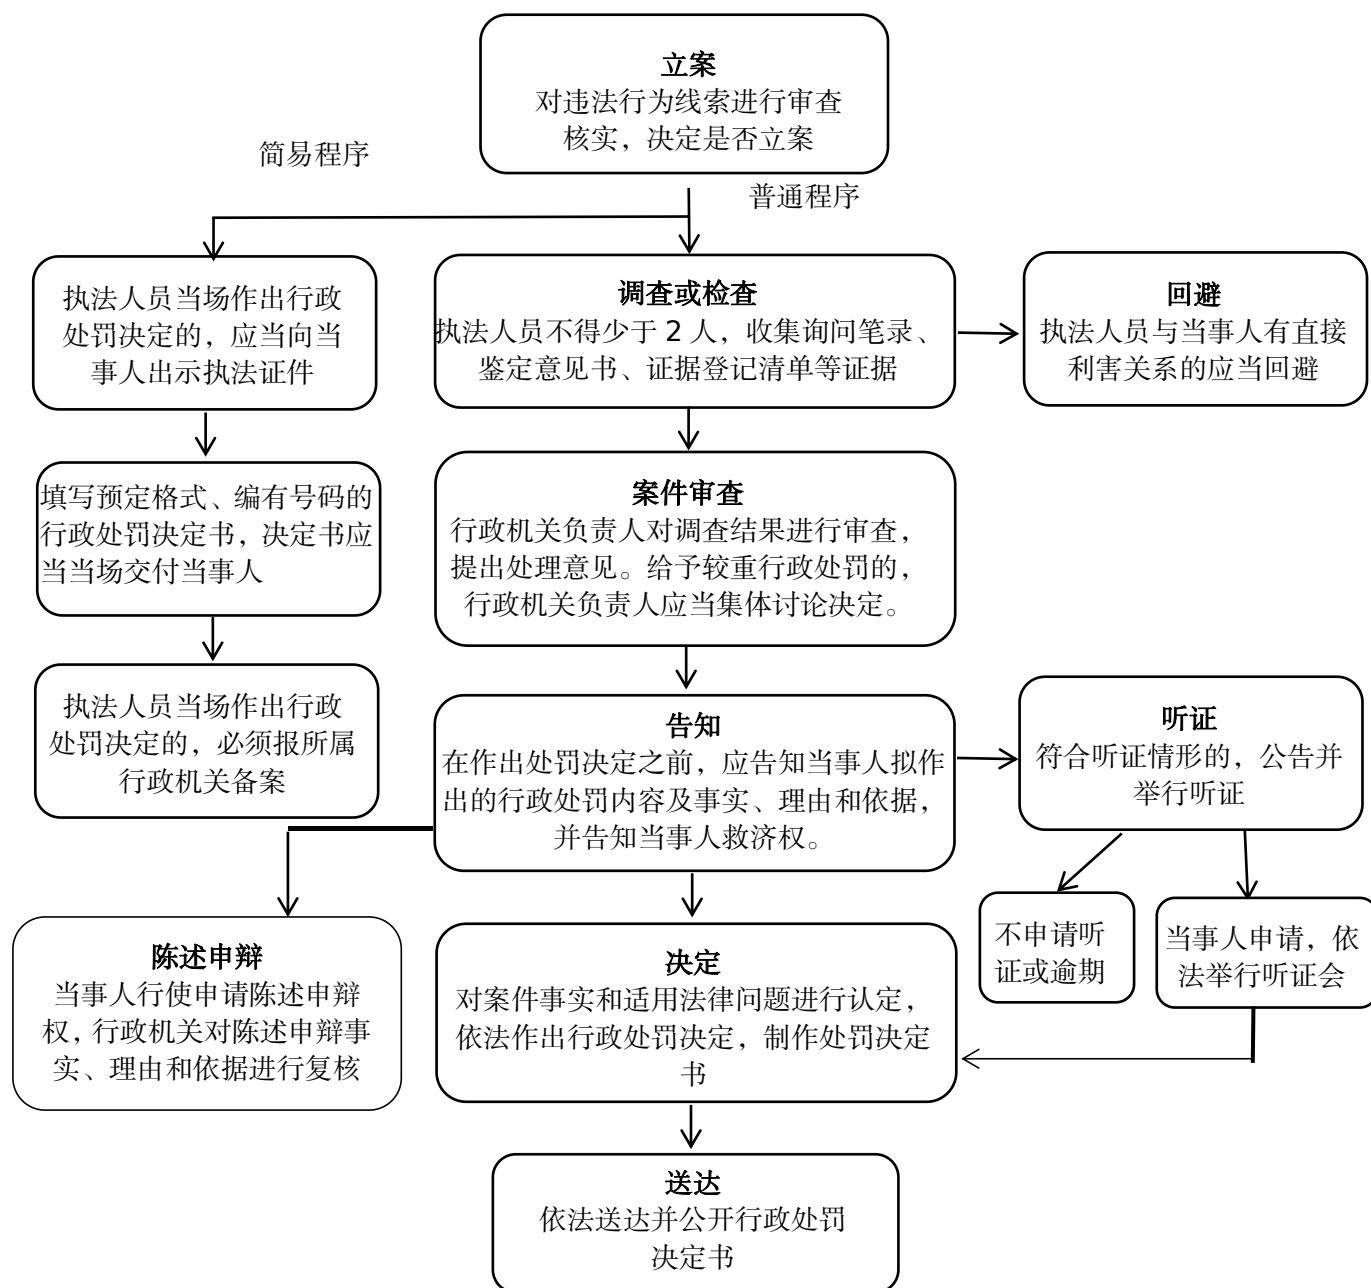 立案
对违法行为线索进行审查
核实，决定是否立案
简易程序
普通程序
执法人员当场作出行政
处罚决定的，应当向当
事人出示执法证件
调查或检查
执法人员不得少于 2 人，收集询问笔录、
鉴定意见书、证据登记清单等证据
回避
执法人员与当事人有直接
利害关系的应当回避
填写预定格式、编有号码的
行政处罚决定书，决定书应
当当场交付当事人
案件审查
行政机关负责人对调查结果进行审查，
提出处理意见。给予较重行政处罚的，
行政机关负责人应当集体讨论决定。
执法人员当场作出行政
处罚决定的，必须报所属
行政机关备案
告知
在作出处罚决定之前，应告知当事人拟作
出的行政处罚内容及事实、理由和依据，
并告知当事人救济权。
听证
符合听证情形的，公告并
举行听证
不申请听
证或逾期
当事人申请，依
法举行听证会
陈述申辩
当事人行使申请陈述申辩
权，行政机关对陈述申辩事
实、理由和依据进行复核
决定
对案件事实和适用法律问题进行认定，
依法作出行政处罚决定，制作处罚决定
书
送达
依法送达并公开行政处罚
决定书